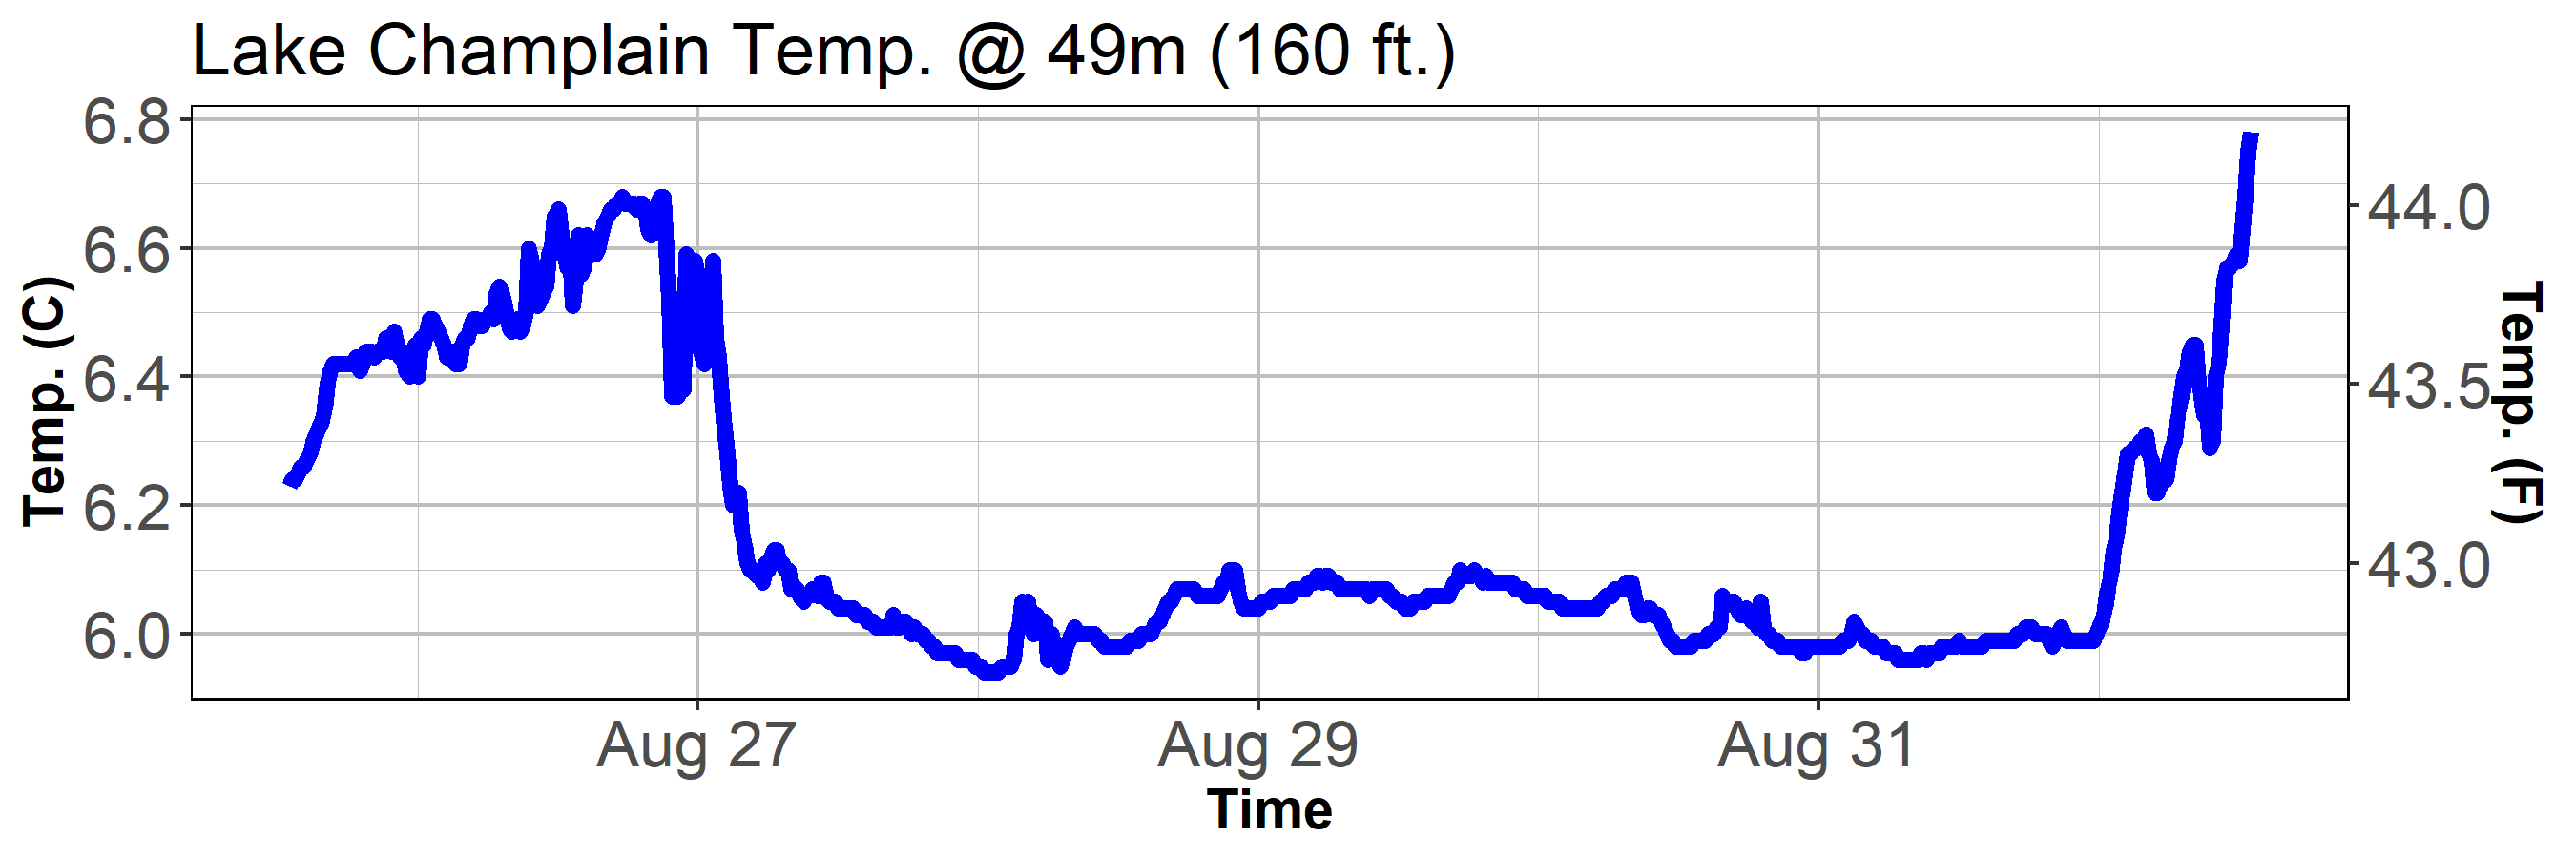 Lake Champlain Temp. @ 49m (160 ft.)
6.8
6.6
6.4
6.2
6.0
Temp. (C)
44.0
43.5
43.0
Temp. (F)
Aug 27 Aug 29 Aug 31
Time